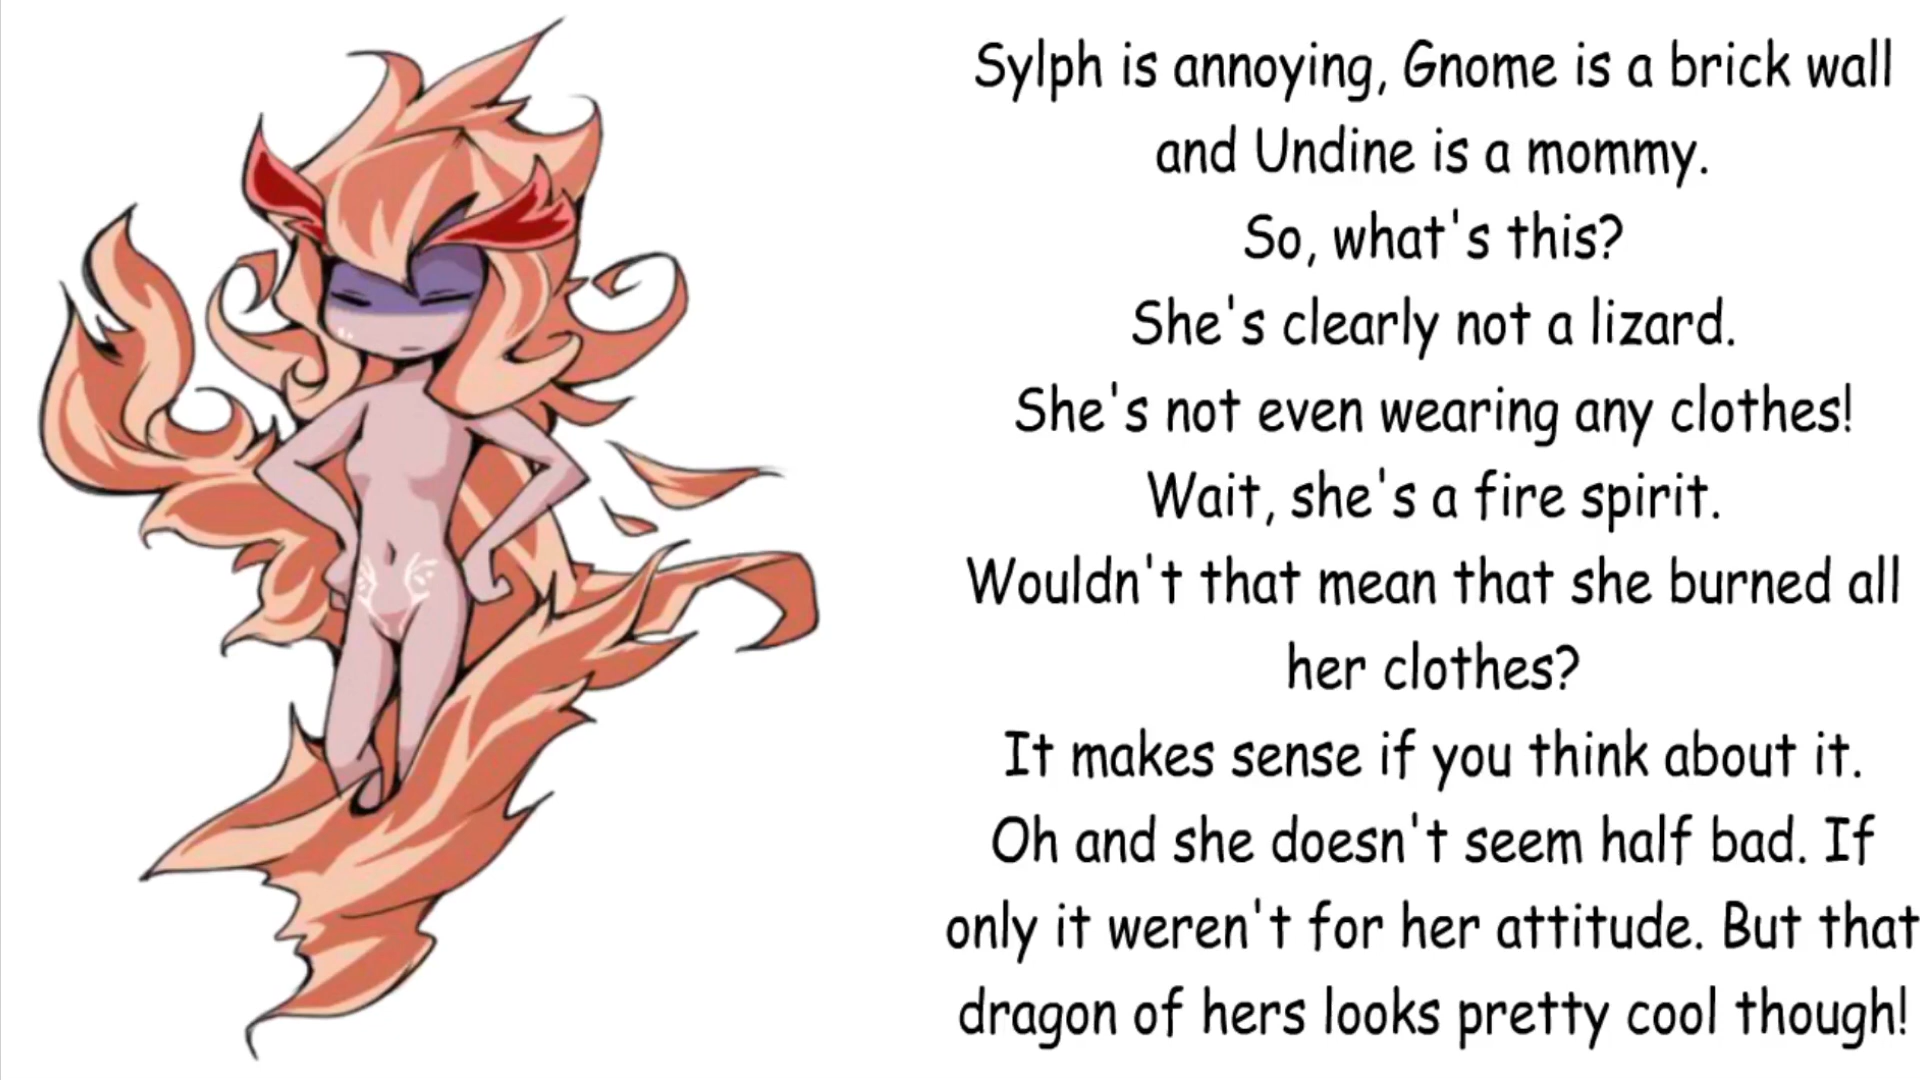 Sylph is annoying, Gnome is a brick wall
and Undine is a mommy.
So, what's this?
She's clearly not a lizard.
She's not even wearing any clothes!
Wait, she's a fire spirit.
Wouldn't that mean that she burned all
her clothes?
It makes sense if you think about it.
Oh and she doesn't seem half bad. If
only it weren't for her attitude. But that
dragon of hers looks pretty cool though!